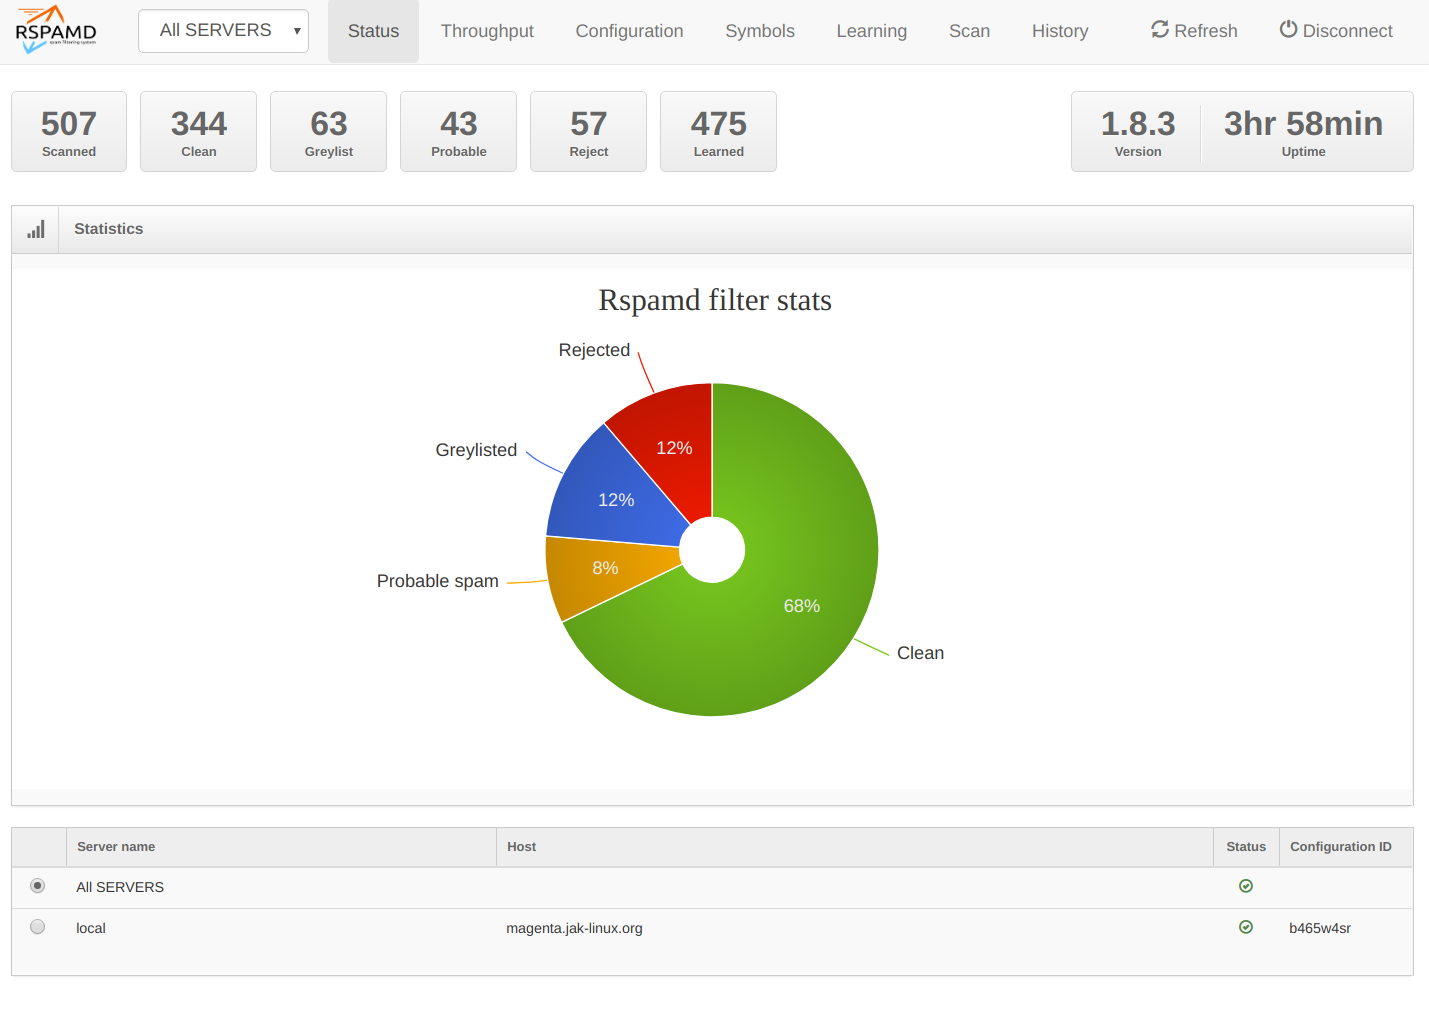 RSPAMD
spam filtering system
All SERVERS
Status
Throughput
Configuration
Symbols
Learning
Scan
History
Refresh
Disconnect
507
Scanned
344
Clean
63
Greylist
43
Probable
57
Reject
475
Learned
1.8.3
Version
3hr 58min
Uptime
Statistics
Rspamd filter stats
Rejected
12%
Greylisted
12%
Probable spam
8%
68%
Clean
Server name Host Status Configuration ID
All SERVERS
local magenta.jak-linux.org b465w4sr